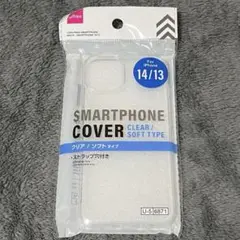 For iPhone
14/13
SMARTPHONE
COVER
CLEAR/
SOFT TYPE
クリア/ソフトタイプ
ストラップ穴付き
U-538871